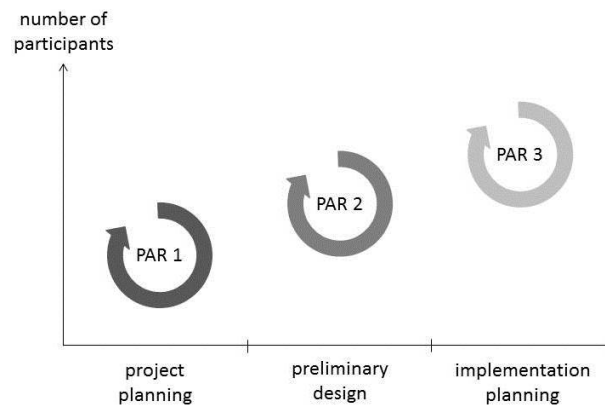 number of
participants
PAR 1
PAR 2
PAR 3
project
planning
preliminary
design
implementation
planning